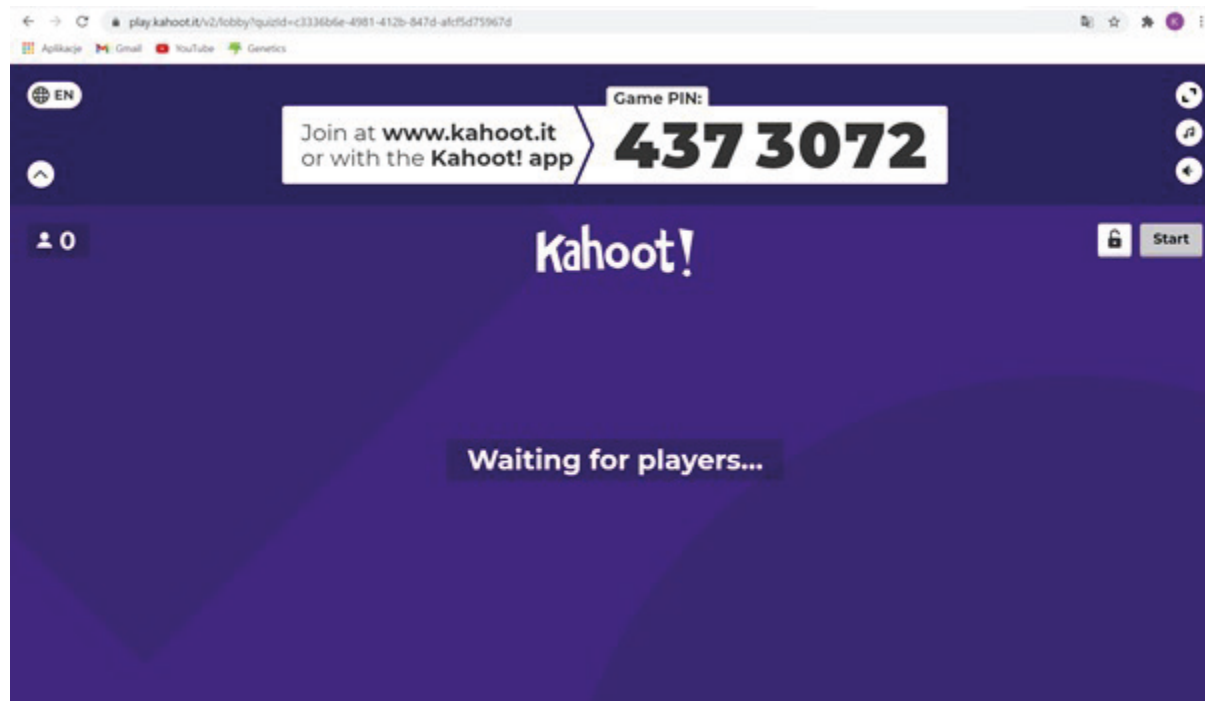 play.kahoot.it/v2/lobby?quizId=c3336b6e-4981-412b-847d-afcf5d75967d
Aplikacje Gmail YouTube Genetics
EN
Game PIN:
Join at www.kahoot.it
or with the Kahoot! app
437 3072
0
Kahoot!
Start
Waiting for players...
K